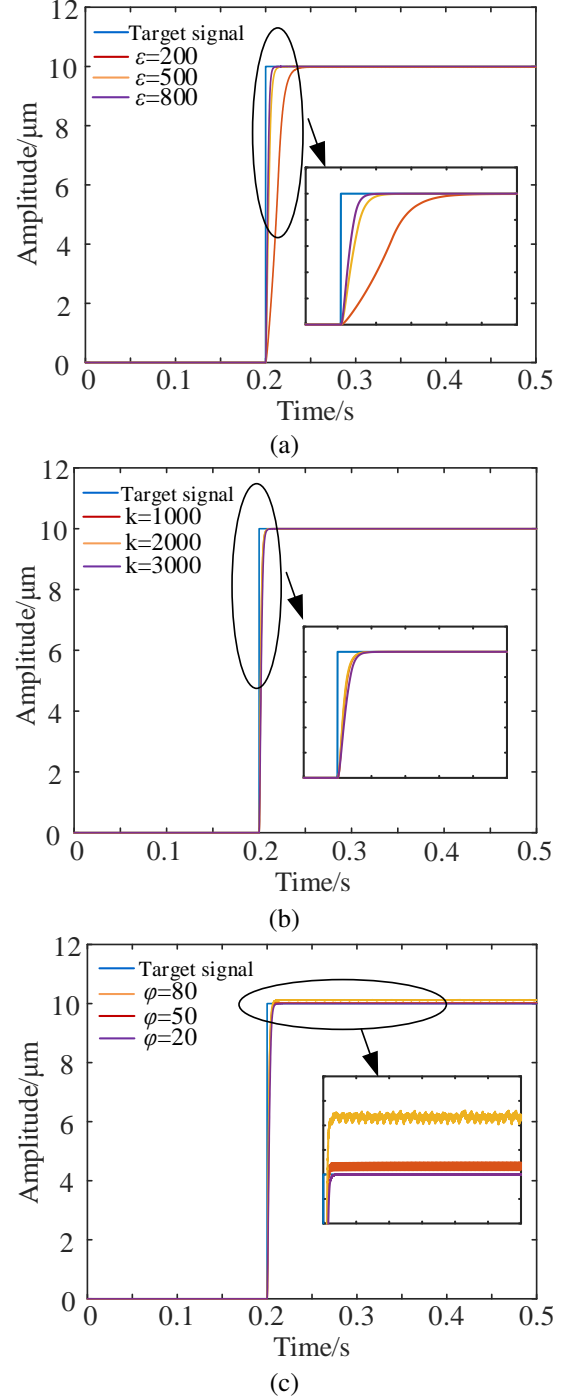 12
10
8
6
4
2
0
Amplitude/μm
Target signal
ε=200
ε=500
ε=800
0 0.1 0.2 0.3 0.4 0.5
Time/s
(a)
12
10
8
6
4
2
0
Amplitude/μm
Target signal
k=1000
k=2000
k=3000
0 0.1 0.2 0.3 0.4 0.5
Time/s
(b)
12
10
8
6
4
2
0
Amplitude/μm
Target signal
φ=80
φ=50
φ=20
0 0.1 0.2 0.3 0.4 0.5
Time/s
(c)